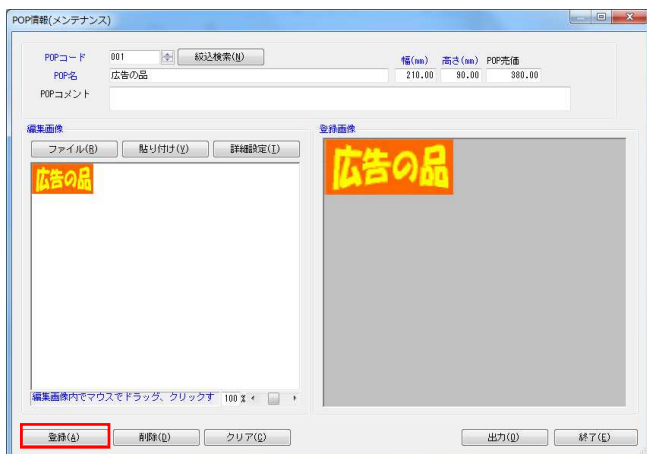 POP情報(メンテナンス)
POPコード 001 絞込検索(N) 幅(mm) 高さ(mm) POP売価
POP名 広告の品 210.00 90.00 380.00
POPコメント
編集画像 登録画像
ファイル(R) 貼り付け(V) 詳細設定(I)
広告の品 広告の品
編集画像内でマウスでドラッグ、クリックす 100 %
登録(A) 削除(D) クリア(C) 出力(O) 終了(E)